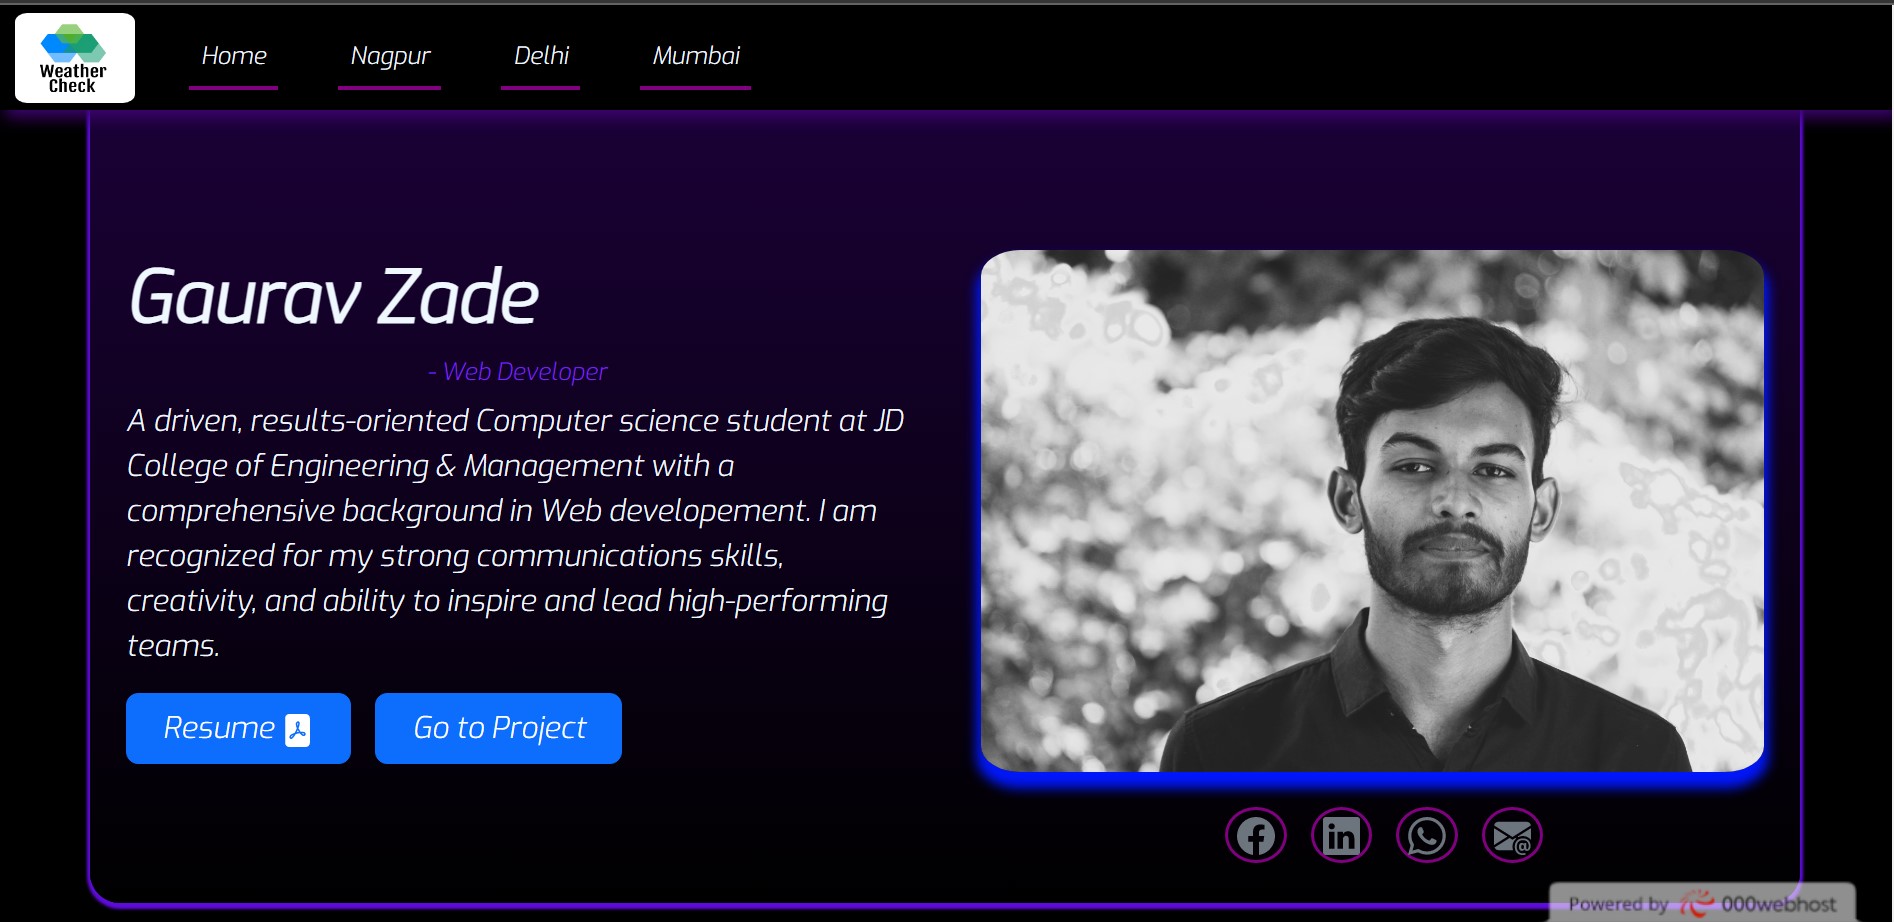 Weather
Check
Home
Nagpur
Delhi
Mumbai
Gaurav Zade
- Web Developer
A driven, results-oriented Computer science student at JD
College of Engineering & Management with a
comprehensive background in Web developement. I am
recognized for my strong communications skills,
creativity, and ability to inspire and lead high-performing
teams.
Resume
Go to Project
Powered by 000webhost